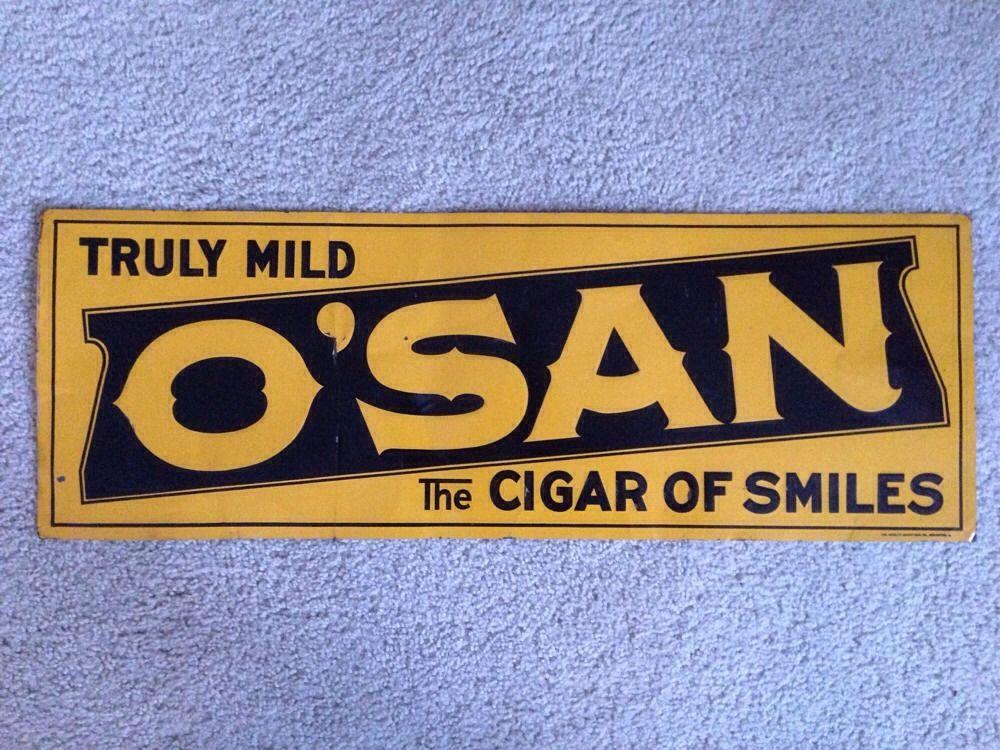 TRULY MILD
O'SAN
The CIGAR OF SMILES